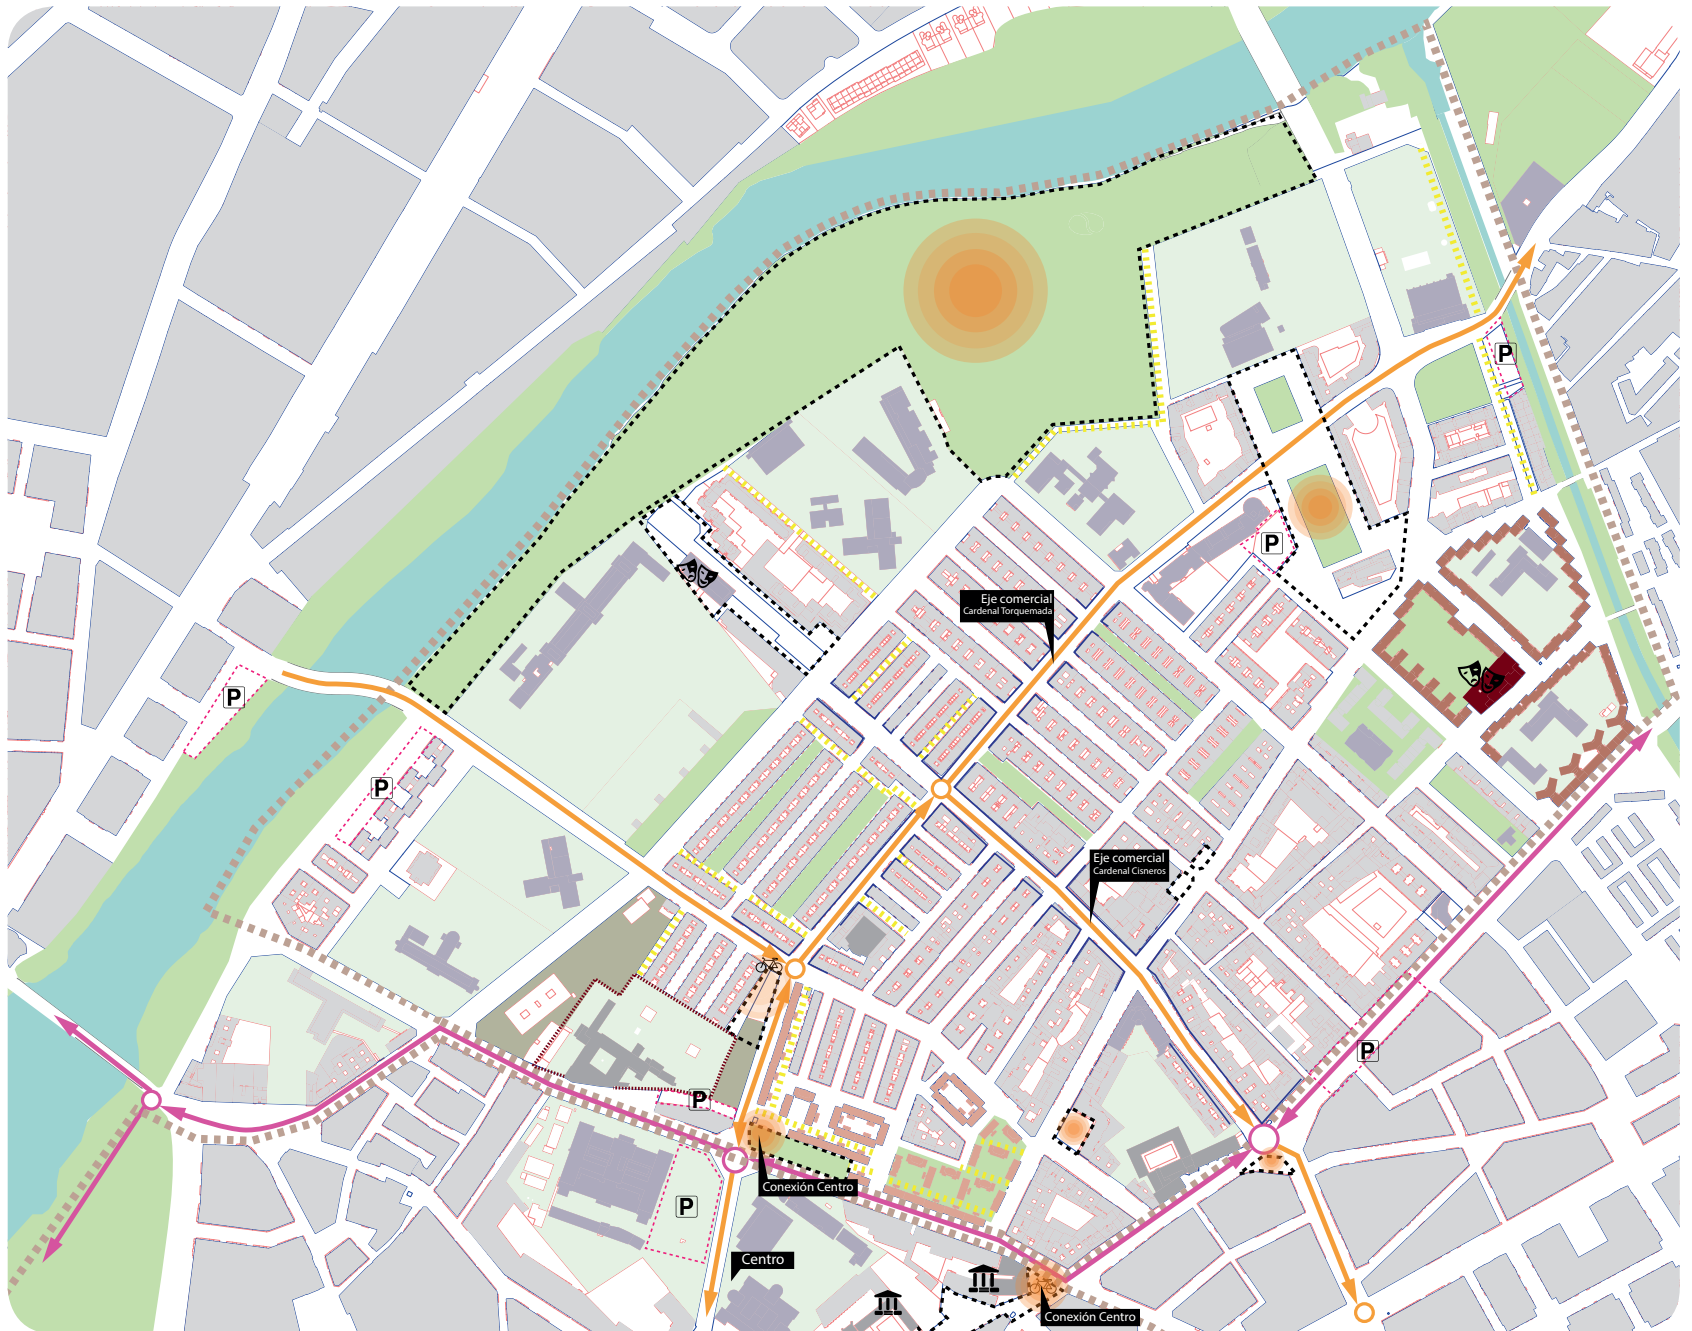 P
P
Eje comercial
Cardenal Torquemada
P
P
Eje comercial
Cardenal Cisneros
P
P
Conexión Centro
P
Centro
Conexión Centro